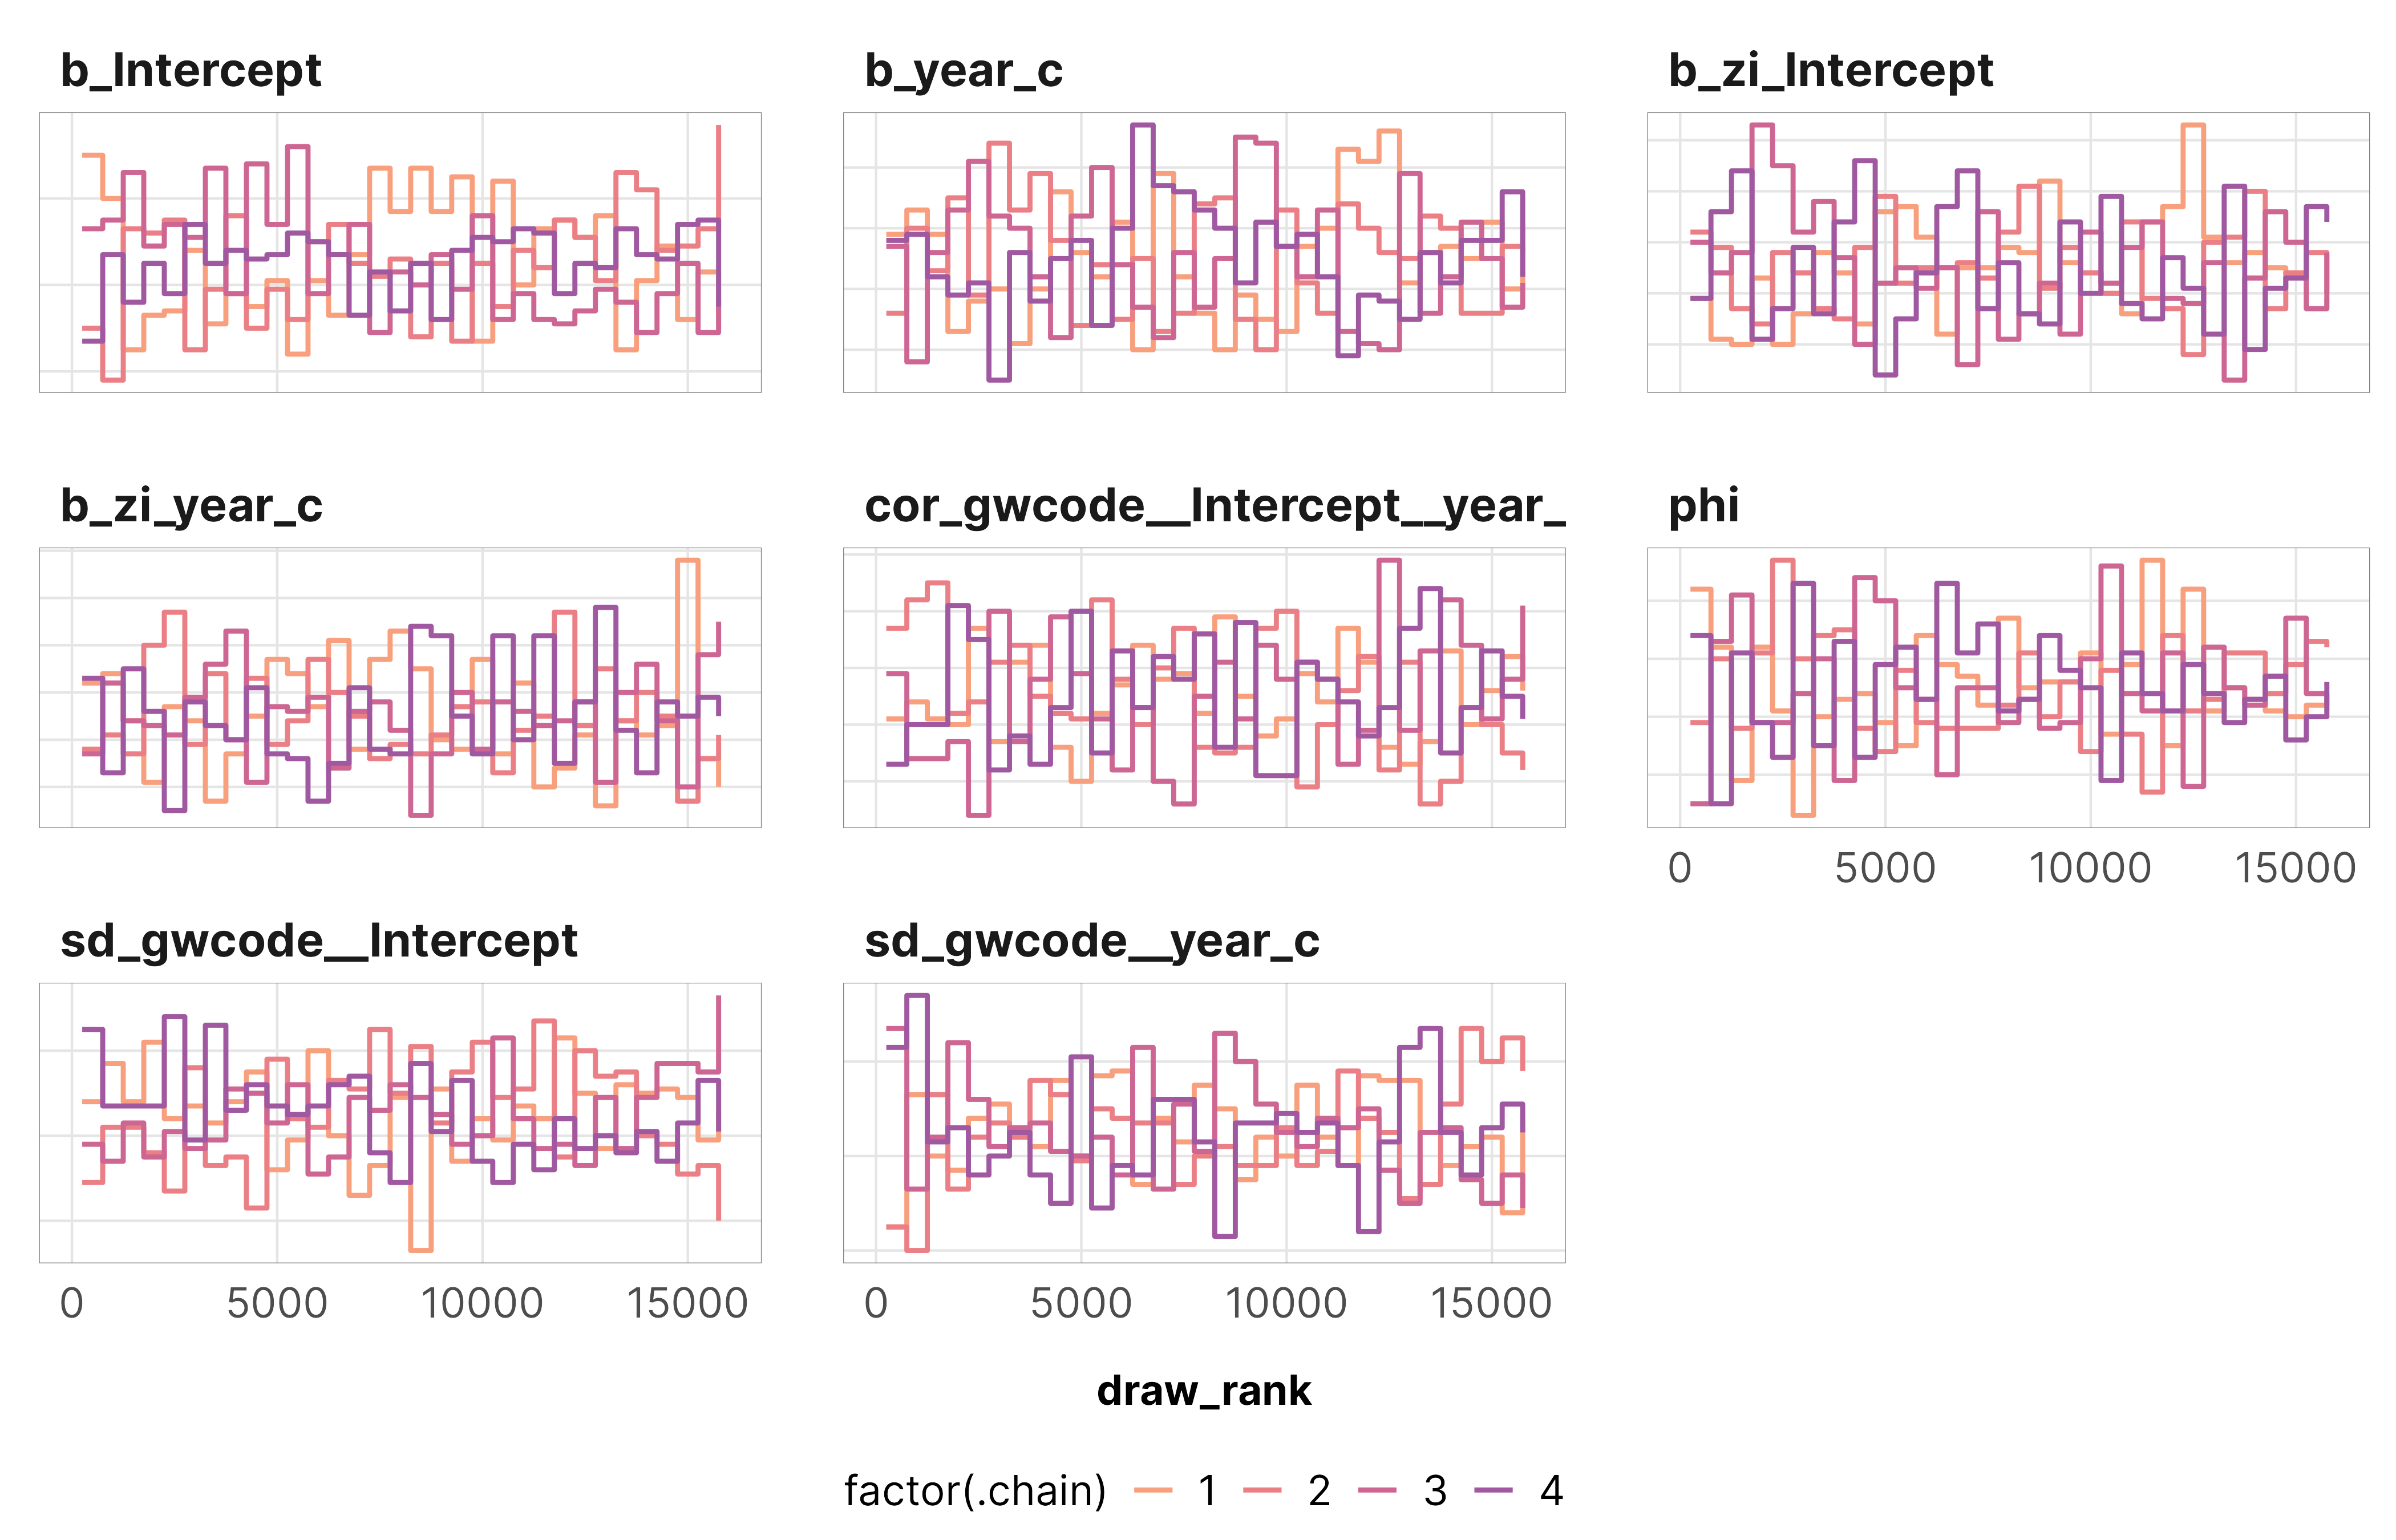 b_Intercept b_year_c b_zi_Intercept
b_zi_year_c cor_gwcode__Intercept__year_ phi
0 5000 10000 15000
sd_gwcode__Intercept sd_gwcode__year_c
0 5000 10000 15000 0 5000 10000 15000
draw_rank
factor(.chain) 1 2 3 4